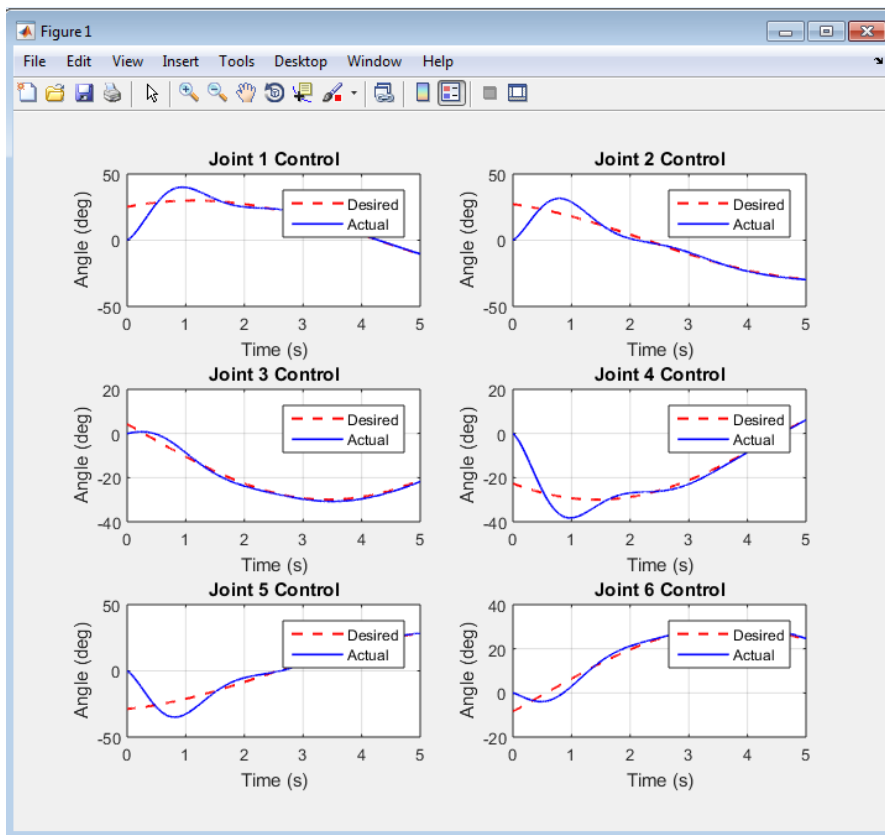 Figure 1
File Edit View Insert Tools Desktop Window Help
Joint 1 Control
50
0
-50
Angle (deg)
Desired
Actual
0 1 2 3 4 5
Time (s)
Joint 2 Control
50
0
-50
Angle (deg)
Desired
Actual
0 1 2 3 4 5
Time (s)
Joint 3 Control
20
0
-20
-40
Angle (deg)
Desired
Actual
0 1 2 3 4 5
Time (s)
Joint 4 Control
20
0
-20
-40
Angle (deg)
Desired
Actual
0 1 2 3 4 5
Time (s)
Joint 5 Control
50
0
-50
Angle (deg)
Desired
Actual
0 1 2 3 4 5
Time (s)
Joint 6 Control
40
20
0
-20
Angle (deg)
Desired
Actual
0 1 2 3 4 5
Time (s)